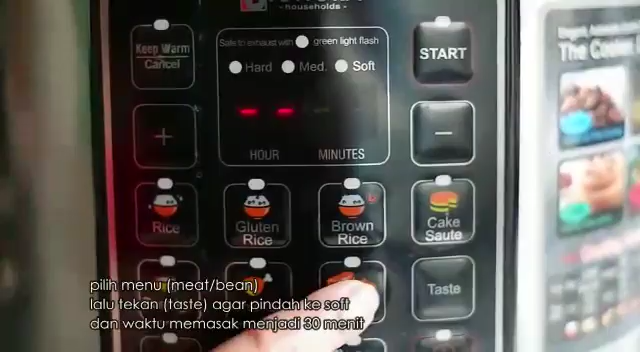 - households -
Keep Warm
Cancel
Safe to exhaust with green light flash
START
Hard Med. Soft
+
HOUR MINUTES
-
Rice
Gluten
Rice
Brown
Rice
Cake
Saute
Taste
The Cooker
pilih menu (meat/bean)
lalu tekan (taste) agar pindah ke soft
dan waktu memasak menjadi 30 menit